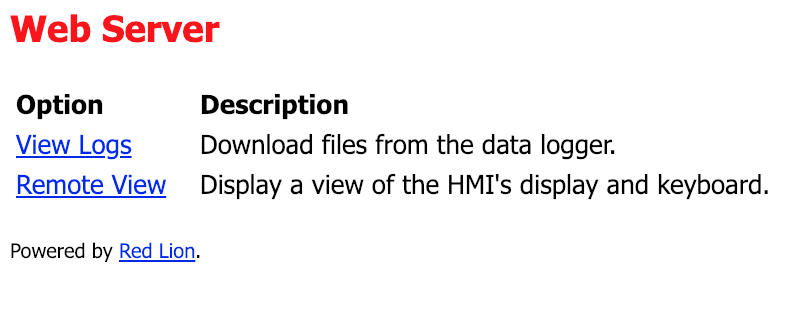 Web Server
Option Description
View Logs Download files from the data logger.
Remote View Display a view of the HMI's display and keyboard.
Powered by Red Lion.